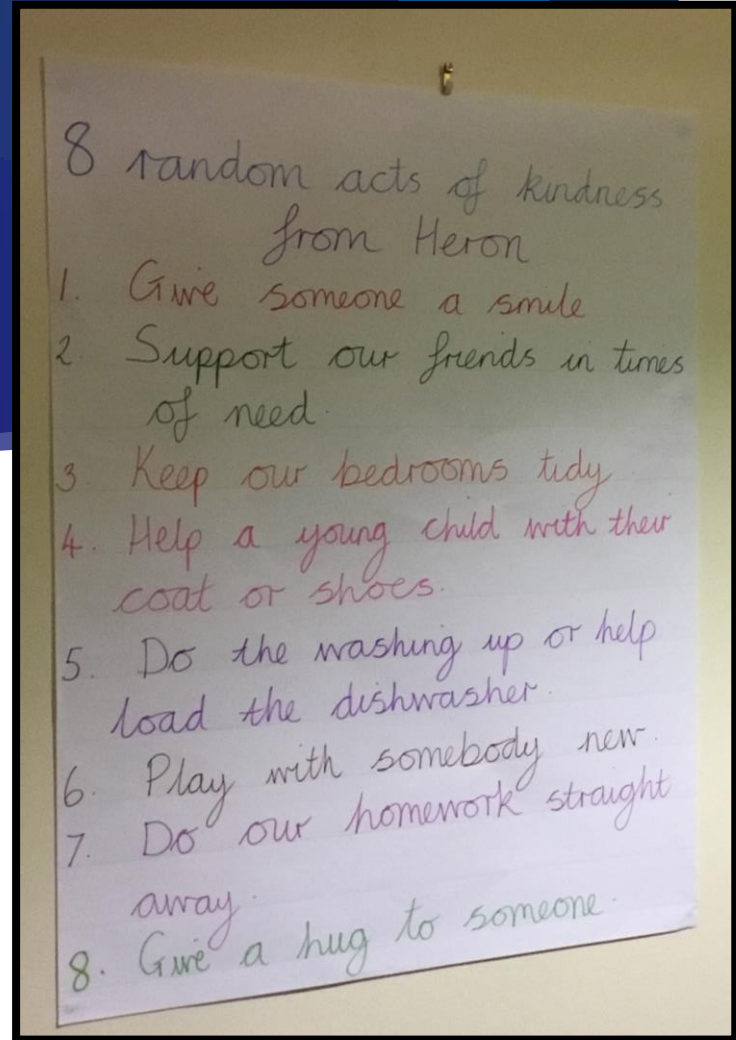 8 random acts of kindness
from Heron
1. Give someone a smile
2. Support our friends in times
of need.
3. Keep our bedrooms tidy
4. Help a young child with their
coat or shoes.
5. Do the washing up or help
load the dishwasher.
6. Play with somebody new.
7. Do our homework straight
away.
8. Give a hug to someone.